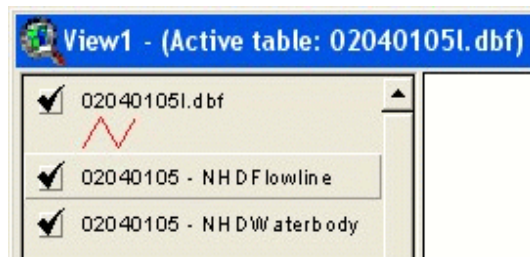 View1 - (Active table: 02040105l.dbf)
02040105l.dbf
02040105 - NHDFlowline
02040105 - NHDWaterbody